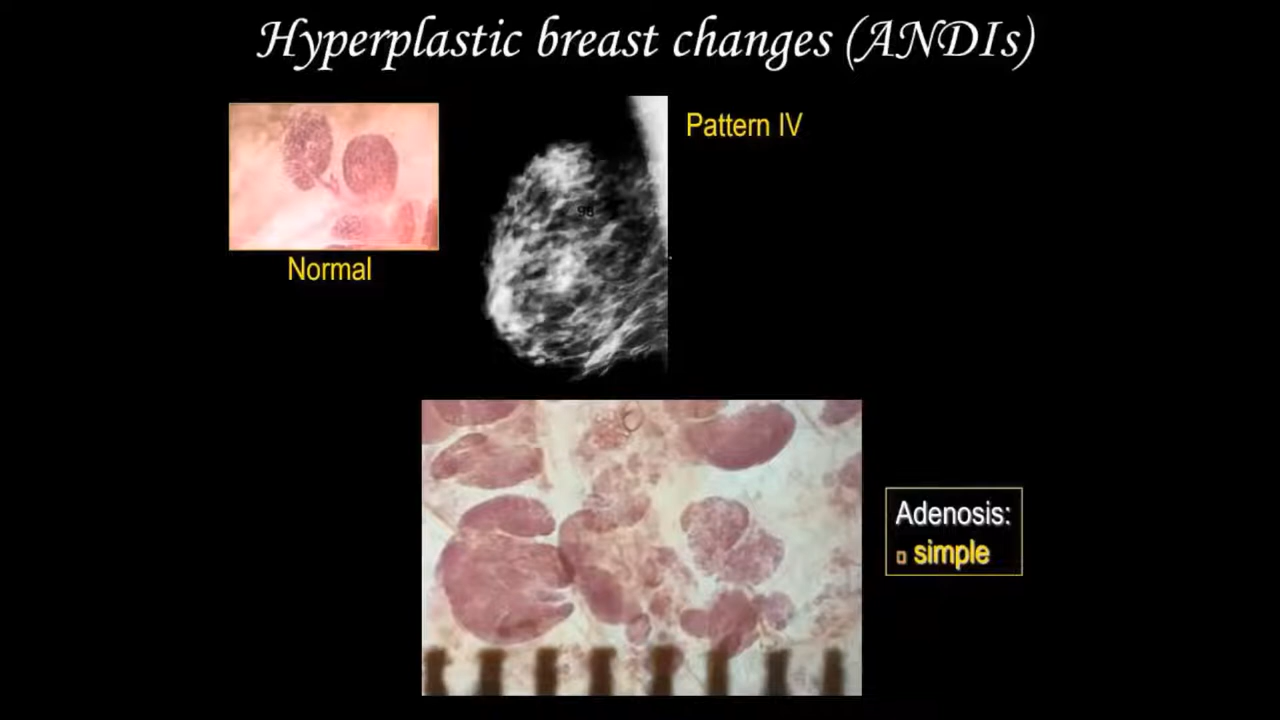 Hyperplastic breast changes (ANDIs)
Pattern IV
Normal
Adenosis:
simple